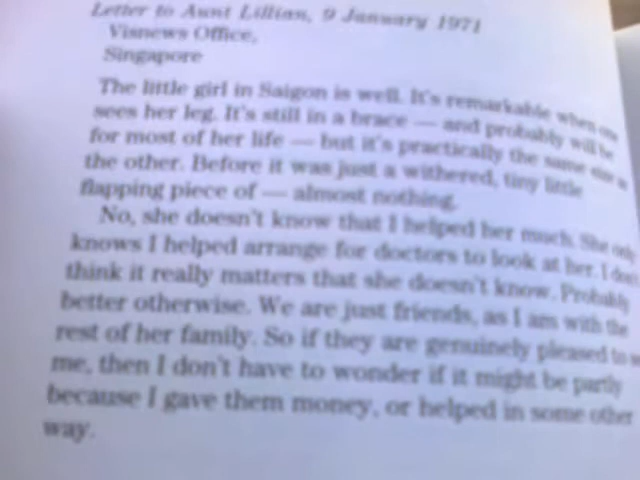 Letter to Aunt Lillian, 9 January 1971
Visnews Office,
Singapore
The little girl in Saigon is well. It's remarkable when one
sees her leg. It's still in a brace — and probably will be
for most of her life — but it's practically the same size as
the other. Before it was just a withered, tiny little
flapping piece of — almost nothing.
No, she doesn't know that I helped her much. She only
knows I helped arrange for doctors to look at her. I don't
think it really matters that she doesn't know. Probably
better otherwise. We are just friends, as I am with the
rest of her family. So if they are genuinely pleased to
me, then I don't have to wonder if it might be partly
because I gave them money, or helped in some other
way.